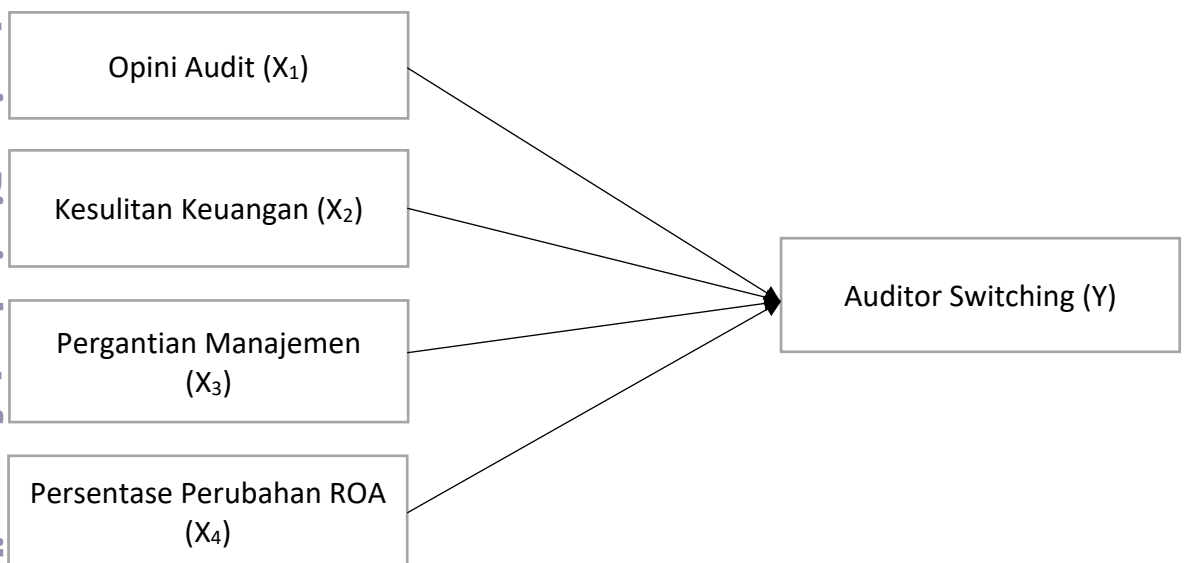 Opini Audit (X₁)
Kesulitan Keuangan (X₂)
Pergantian Manajemen
(X₃)
Persentase Perubahan ROA
(X₄)
Auditor Switching (Y)